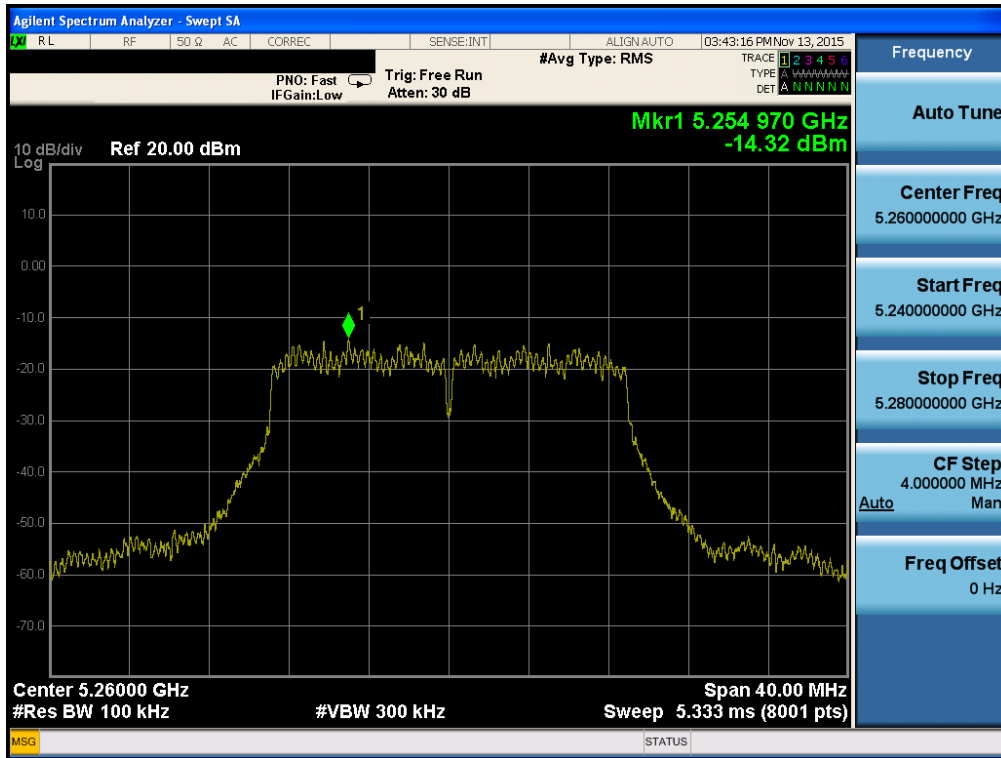 Agilent Spectrum Analyzer - Swept SA
LXI RL RF 50 Ω AC CORREC SENSE:INT ALIGN AUTO 03:43:16 PM Nov 13, 2015
#Avg Type: RMS
TRACE 1 2 3 4 5 6
PNO: Fast Trig: Free Run
TYPE A WWWWW
IFGain:Low Atten: 30 dB
DET A N N N N N
Mkr1 5.254 970 GHz
-14.32 dBm
10 dB/div Ref 20.00 dBm
Log
10.0
0.00
-10.0
-20.0
-30.0
-40.0
-50.0
-60.0
-70.0
1
Center 5.26000 GHz Span 40.00 MHz
#Res BW 100 kHz #VBW 300 kHz Sweep 5.333 ms (8001 pts)
MSG STATUS
Frequency
Auto Tune
Center Freq
5.260000000 GHz
Start Freq
5.240000000 GHz
Stop Freq
5.280000000 GHz
CF Step
4.000000 MHz
Auto Man
Freq Offset
0 Hz